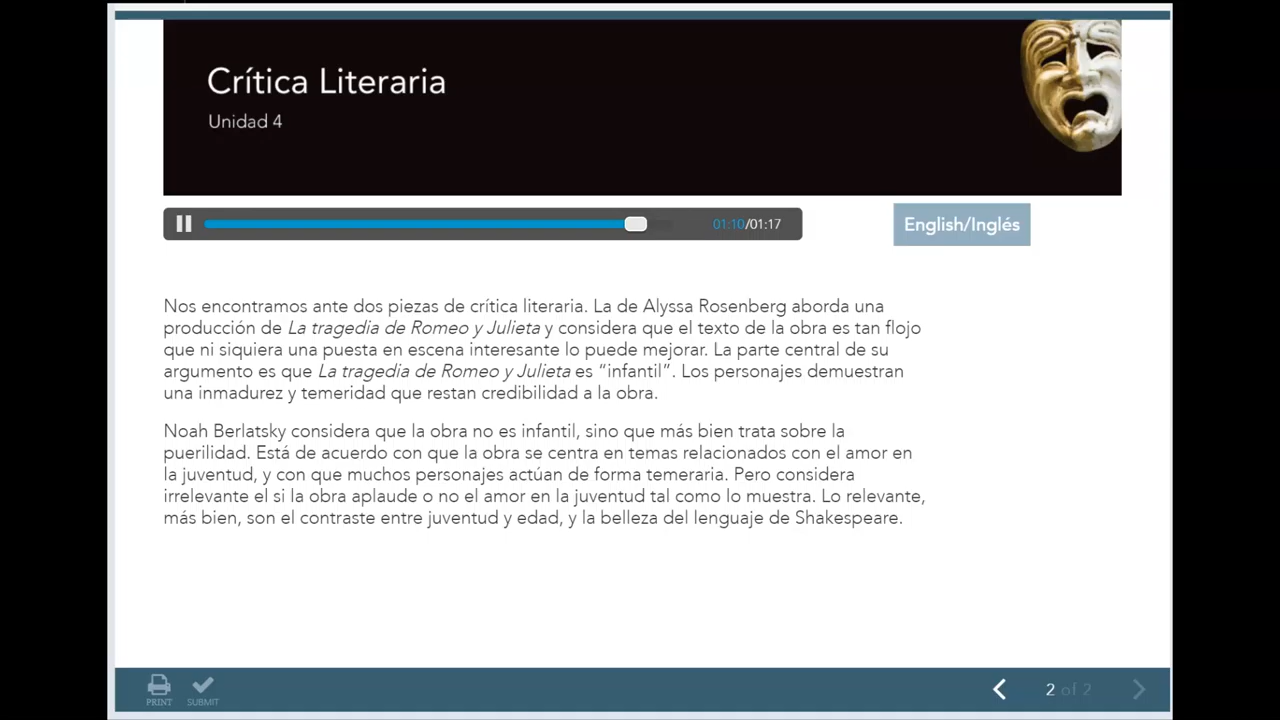 Crítica Literaria
Unidad 4
01:10/01:17
English/Inglés
Nos encontramos ante dos piezas de crítica literaria. La de Alyssa Rosenberg aborda una
producción de La tragedia de Romeo y Julieta y considera que el texto de la obra es tan flojo
que ni siquiera una puesta en escena interesante lo puede mejorar. La parte central de su
argumento es que La tragedia de Romeo y Julieta es “infantil”. Los personajes demuestran
una inmadurez y temeridad que restan credibilidad a la obra.
Noah Berlatsky considera que la obra no es infantil, sino que más bien trata sobre la
puerilidad. Está de acuerdo con que la obra se centra en temas relacionados con el amor en
la juventud, y con que muchos personajes actúan de forma temeraria. Pero considera
irrelevante el si la obra aplaude o no el amor en la juventud tal como lo muestra. Lo relevante,
más bien, son el contraste entre juventud y edad, y la belleza del lenguaje de Shakespeare.
PRINT
SUBMIT
2 of 2